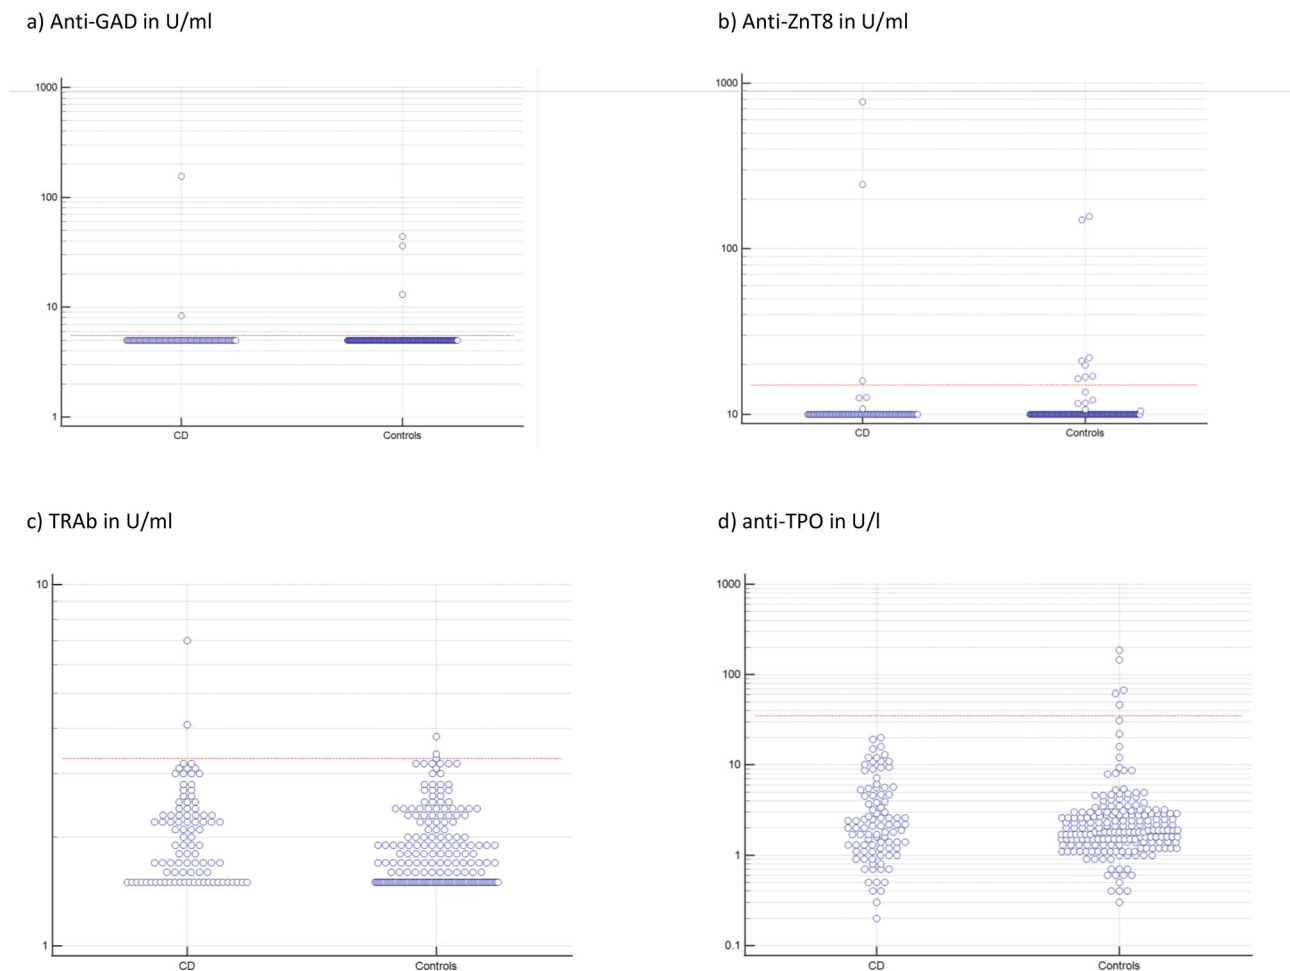 a) Anti-GAD in U/ml
1000
100
10
1
CD Controls
b) Anti-ZnT8 in U/ml
1000
100
10
CD Controls
c) TRAb in U/ml
10
1
CD Controls
d) anti-TPO in U/l
1000
100
10
1
0.1
CD Controls